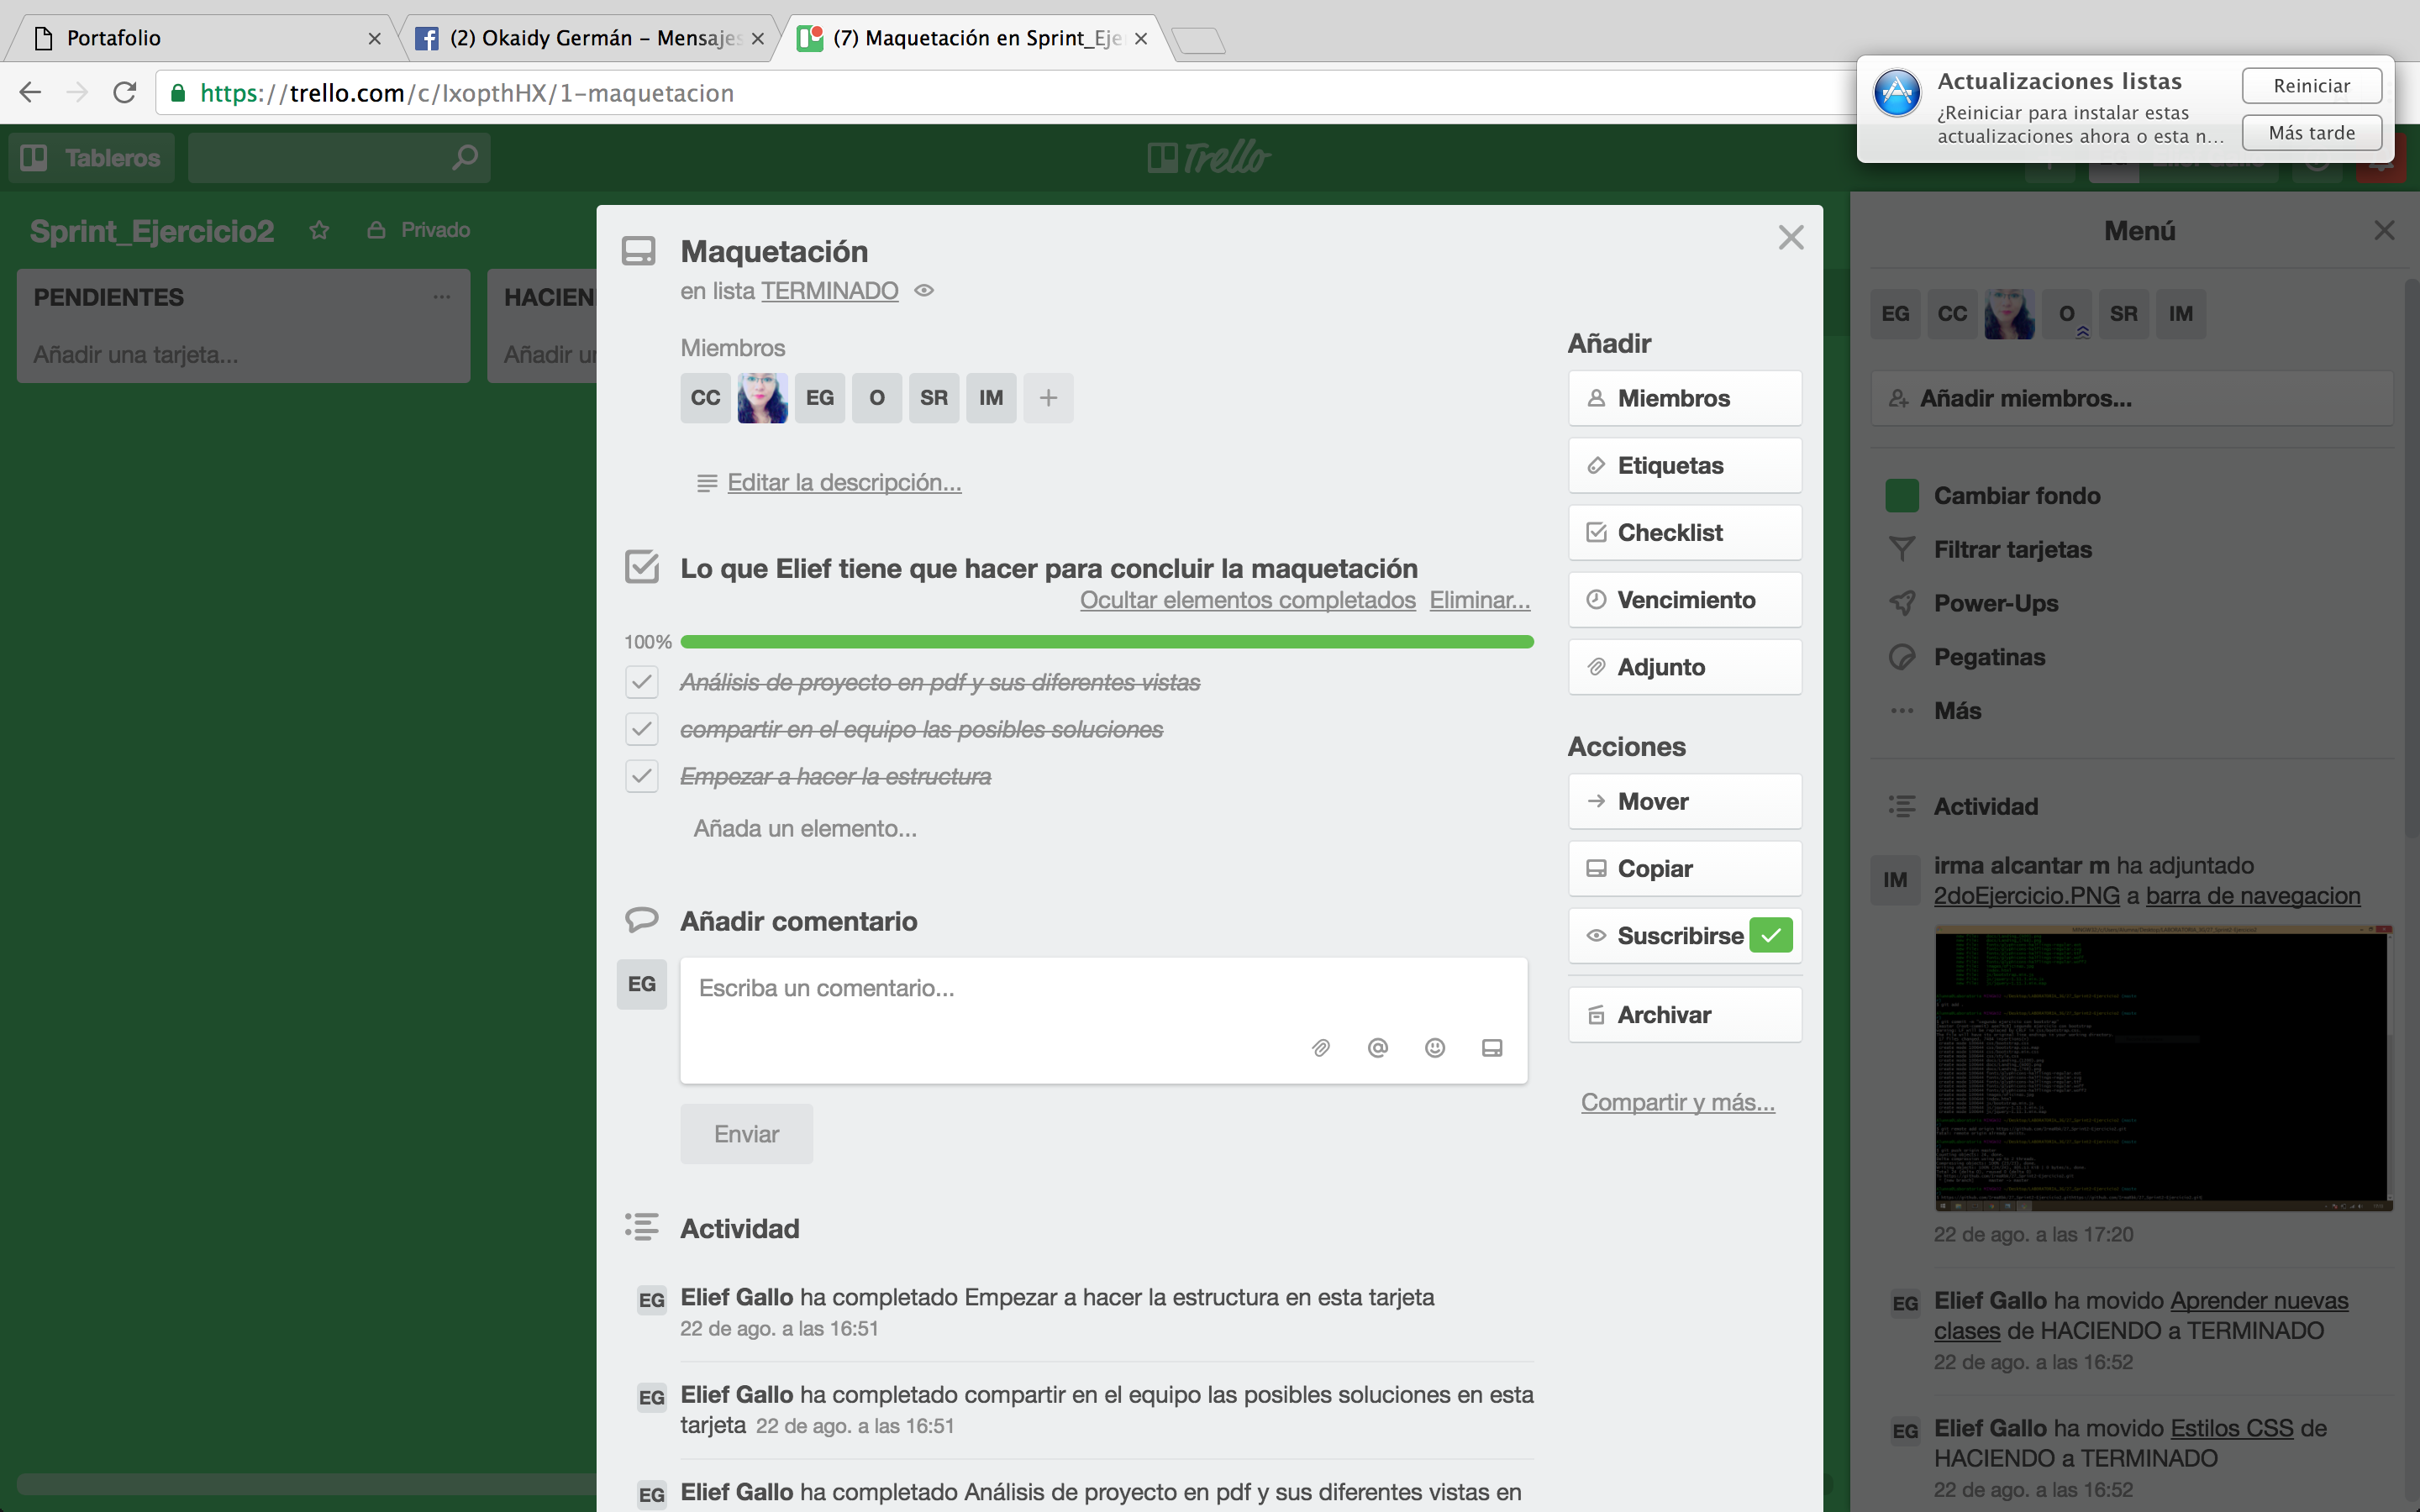 Portafolio
(2) Okaidy Germán – Mensajes
(7) Maquetación en Sprint_Eje
https://trello.com/c/IxopthHX/1-maquetacion
Actualizaciones listas
¿Reiniciar para instalar estas
actualizaciones ahora o esta n...
Reiniciar
Más tarde
Tableros
Trello
Sprint_Ejercicio2
Privado
PENDIENTES
Añadir una tarjeta...
HACIEN
Añadir un
Maquetación
en lista TERMINADO
Miembros
CC
EG
O
SR
IM
Editar la descripción...
Lo que Elief tiene que hacer para concluir la maquetación
Ocultar elementos completados Eliminar...
100%
Análisis de proyecto en pdf y sus diferentes vistas
compartir en el equipo las posibles soluciones
Empezar a hacer la estructura
Añada un elemento...
Añadir comentario
EG
Escriba un comentario...
Enviar
Actividad
EG
Elief Gallo ha completado Empezar a hacer la estructura en esta tarjeta
22 de ago. a las 16:51
EG
Elief Gallo ha completado compartir en el equipo las posibles soluciones en esta
tarjeta 22 de ago. a las 16:51
EG
Elief Gallo ha completado Análisis de proyecto en pdf y sus diferentes vistas en
Añadir
Miembros
Etiquetas
Checklist
Vencimiento
Adjunto
Acciones
Mover
Copiar
Suscribirse
Archivar
Compartir y más...
Menú
EG
CC
O
SR
IM
Añadir miembros...
Cambiar fondo
Filtrar tarjetas
Power-Ups
Pegatinas
Más
Actividad
IM
irma alcantar m ha adjuntado
2doEjercicio.PNG a barra de navegacion
22 de ago. a las 17:20
EG
Elief Gallo ha movido Aprender nuevas
clases de HACIENDO a TERMINADO
22 de ago. a las 16:52
EG
Elief Gallo ha movido Estilos CSS de
HACIENDO a TERMINADO
22 de ago. a las 16:52